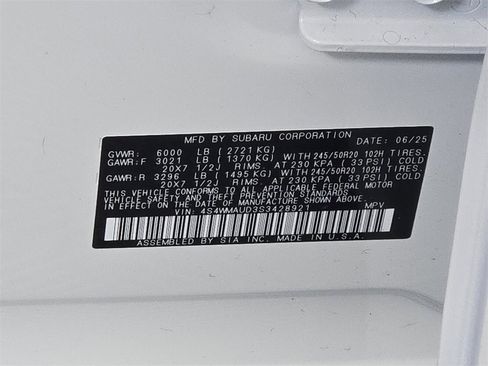 MFD BY SUBARU CORPORATION DATE: 06/25
GVWR: 6000 LB (2721 KG)
GAWR:F 3021 LB (1370 KG) WITH 245/50R20 102H TIRES.
20X7 1/2J RIMS. AT 230 KPA (33 PSI) COLD
GAWR:R 3296 LB (1495 KG) WITH 245/50R20 102H TIRES.
20X7 1/2J RIMS. AT 230 KPA (33 PSI) COLD
THIS VEHICLE CONFORMS TO ALL APPLICABLE FEDERAL MOTOR
VEHICLE SAFETY AND THEFT PREVENTION STANDARDS
IN EFFECT ON THE DATE OF MANUFACTURE SHOWN ABOVE.
VIN: 4S4WMAUD3S3428921 MPV
ASSEMBLED BY SIA INC. MADE IN U.S.A.